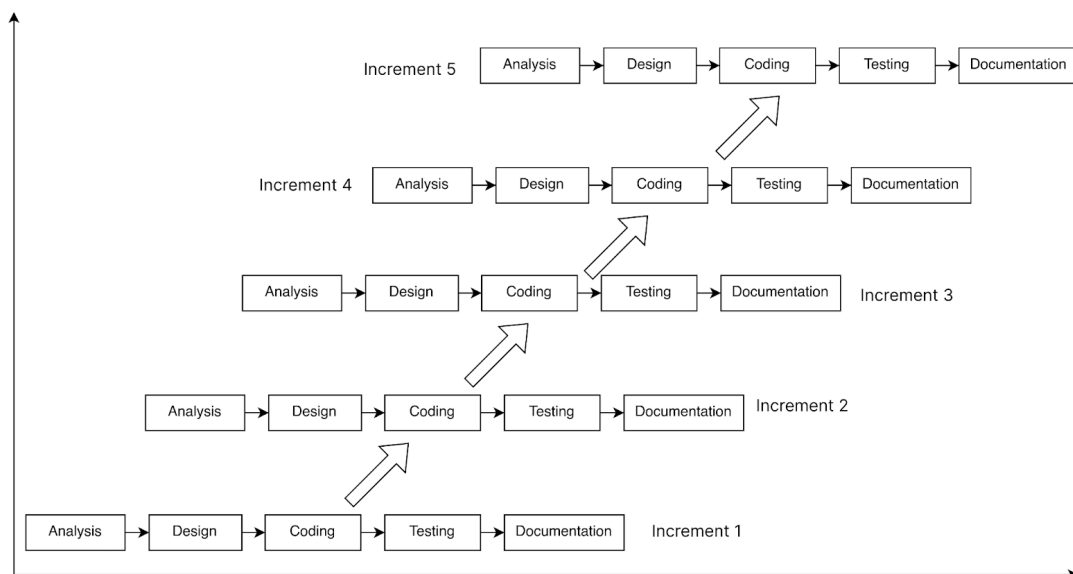 Increment 5
Analysis
Design
Coding
Testing
Documentation
Increment 4
Analysis
Design
Coding
Testing
Documentation
Analysis
Design
Coding
Testing
Documentation
Increment 3
Analysis
Design
Coding
Testing
Documentation
Increment 2
Analysis
Design
Coding
Testing
Documentation
Increment 1